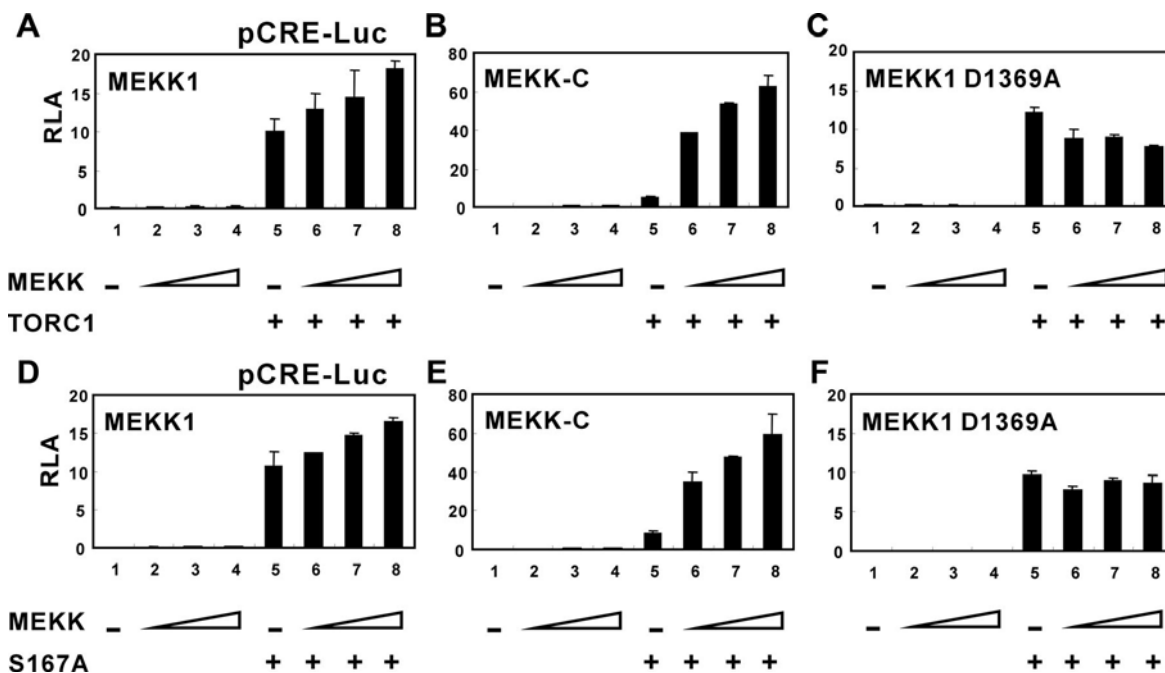 A B C
pCRE-Luc
MEKK1 MEKK-C MEKK1 D1369A
RLA
20 15 10 5 0
80 60 40 20 0
20 15 10 5 0
1 2 3 4 5 6 7 8 1 2 3 4 5 6 7 8 1 2 3 4 5 6 7 8
MEKK – – – – – –
TORC1 + + + + + + + + + + + +
D E F
pCRE-Luc
MEKK1 MEKK-C MEKK1 D1369A
RLA
20 15 10 5 0
80 60 40 20 0
20 15 10 5 0
1 2 3 4 5 6 7 8 1 2 3 4 5 6 7 8 1 2 3 4 5 6 7 8
MEKK – – – – – –
S167A + + + + + + + + + + + +